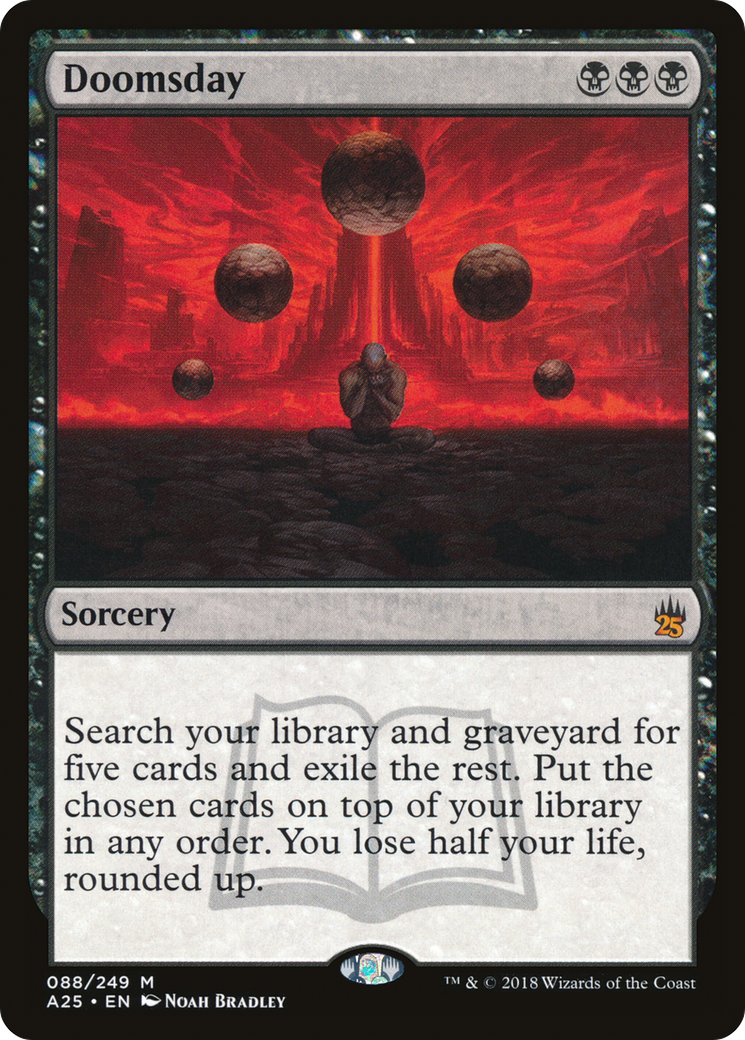 Doomsday
Sorcery
25
Search your library and graveyard for
five cards and exile the rest. Put the
chosen cards on top of your library
in any order. You lose half your life,
rounded up.
088/249 M
A25 • EN Noah Bradley
™ & © 2018 Wizards of the Coast